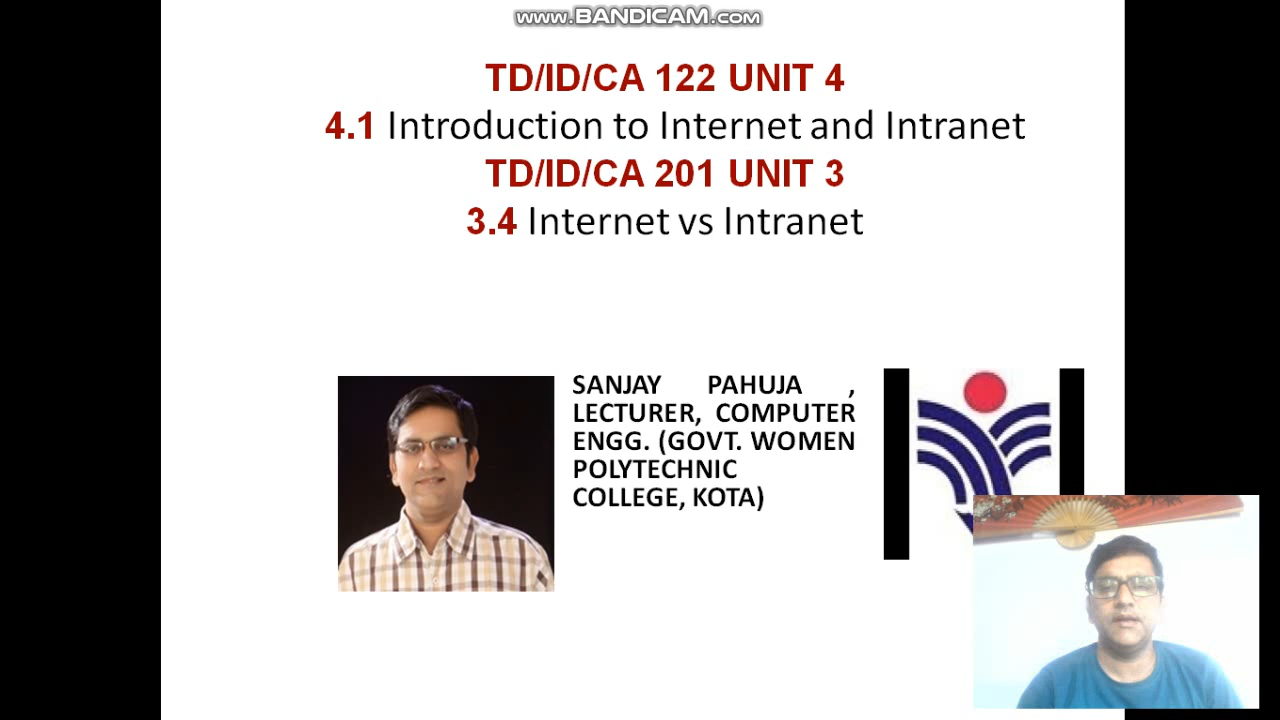 www.BANDICAM.com
TD/ID/CA 122 UNIT 4
4.1 Introduction to Internet and Intranet
TD/ID/CA 201 UNIT 3
3.4 Internet vs Intranet
SANJAY PAHUJA ,
LECTURER, COMPUTER
ENGG. (GOVT. WOMEN
POLYTECHNIC
COLLEGE, KOTA)